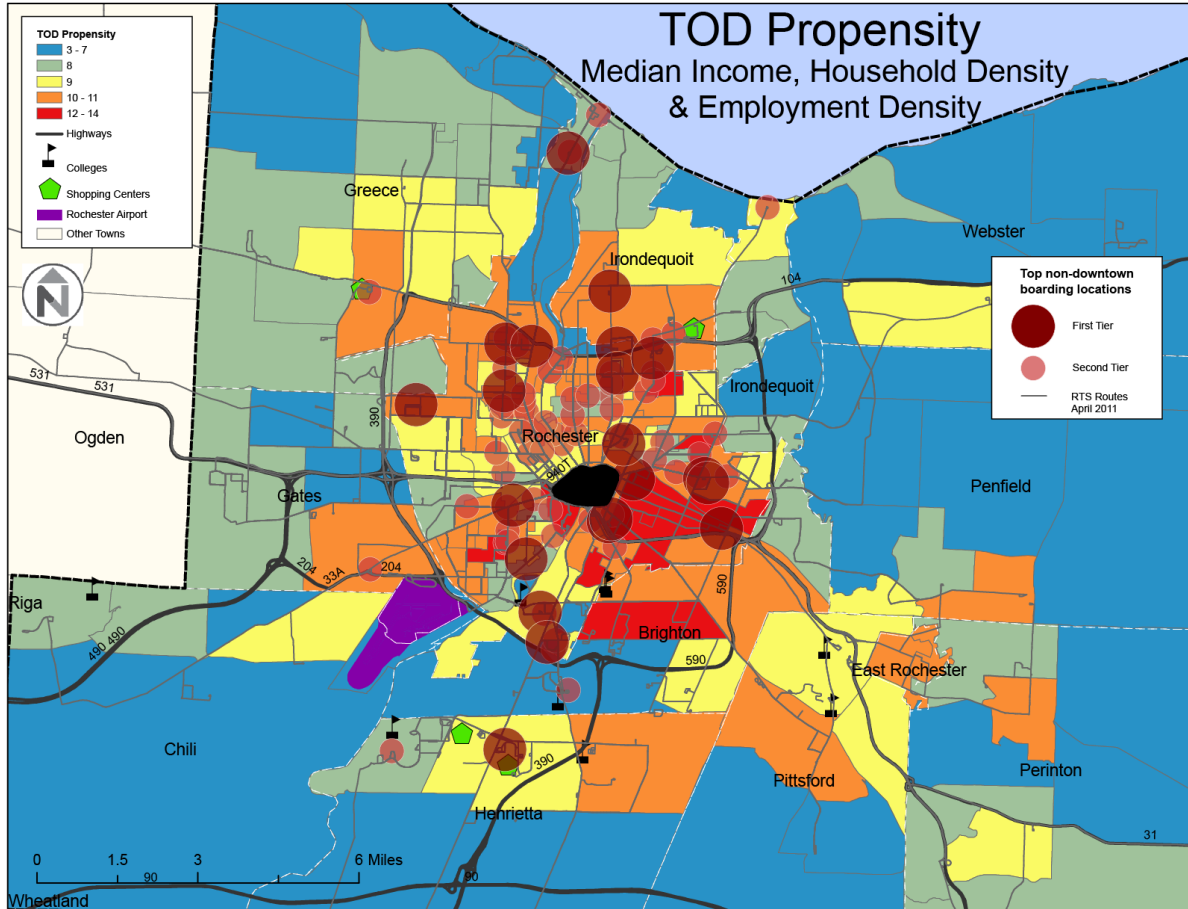 TOD Propensity
Median Income, Household Density
& Employment Density
TOD Propensity
3 - 7
8
9
10 - 11
12 - 14
Highways
Colleges
Shopping Centers
Rochester Airport
Other Towns
N
Top non-downtown
boarding locations
First Tier
Second Tier
RTS Routes
April 2011
Greece
Webster
Irondequoit
104
531
531
390
Irondequoit
Ogden
Rochester
940T
Gates
Penfield
204
33A
204
590
Riga
490
490
Brighton
590
East Rochester
Chili
390
Pittsford
Perinton
Henrietta
31
0
1.5
3
6 Miles
90
90
Wheatland